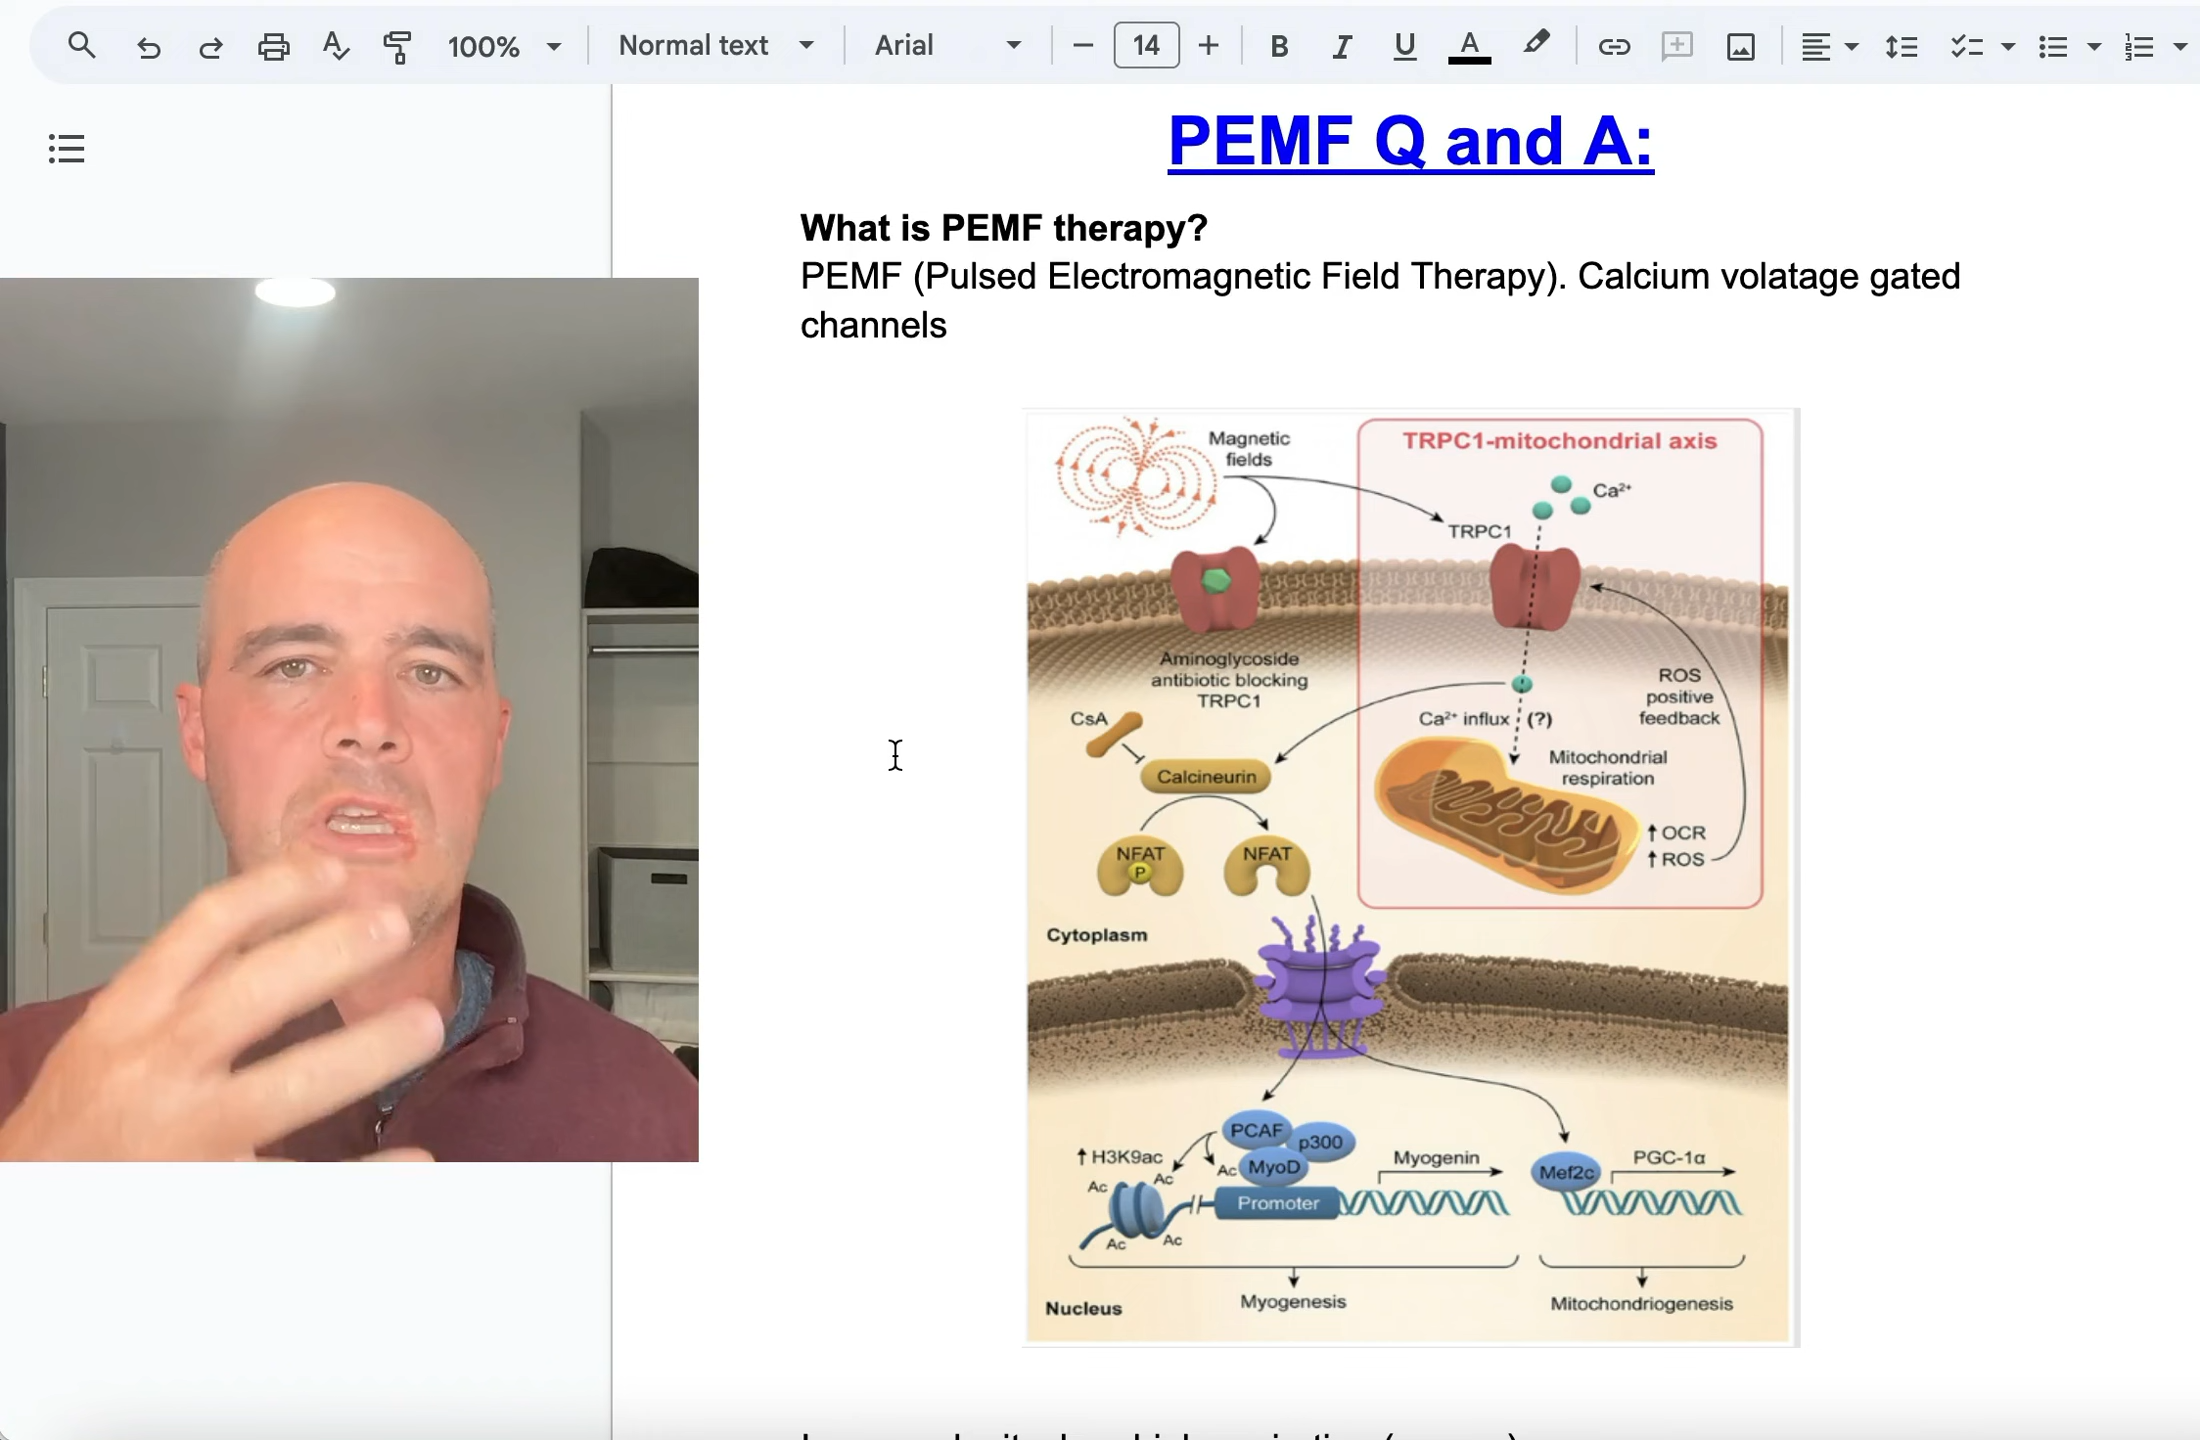 100%
Normal text
Arial
14
PEMF Q and A:
What is PEMF therapy?
PEMF (Pulsed Electromagnetic Field Therapy). Calcium volatage gated
channels
Magnetic
fields
TRPC1-mitochondrial axis
Ca²⁺
TRPC1
Aminoglycoside
antibiotic blocking
TRPC1
ROS
positive
feedback
CsA
Ca²⁺ influx (?)
Calcineurin
Mitochondrial
respiration
↑ OCR
↑ ROS
NFAT
P
NFAT
Cytoplasm
PCAF
p300
↑ H3K9ac
Ac
MyoD
Ac
Ac
Promoter
Ac
Ac
Myogenin
Mef2c
PGC-1α
Myogenesis
Mitochondriogenesis
Nucleus